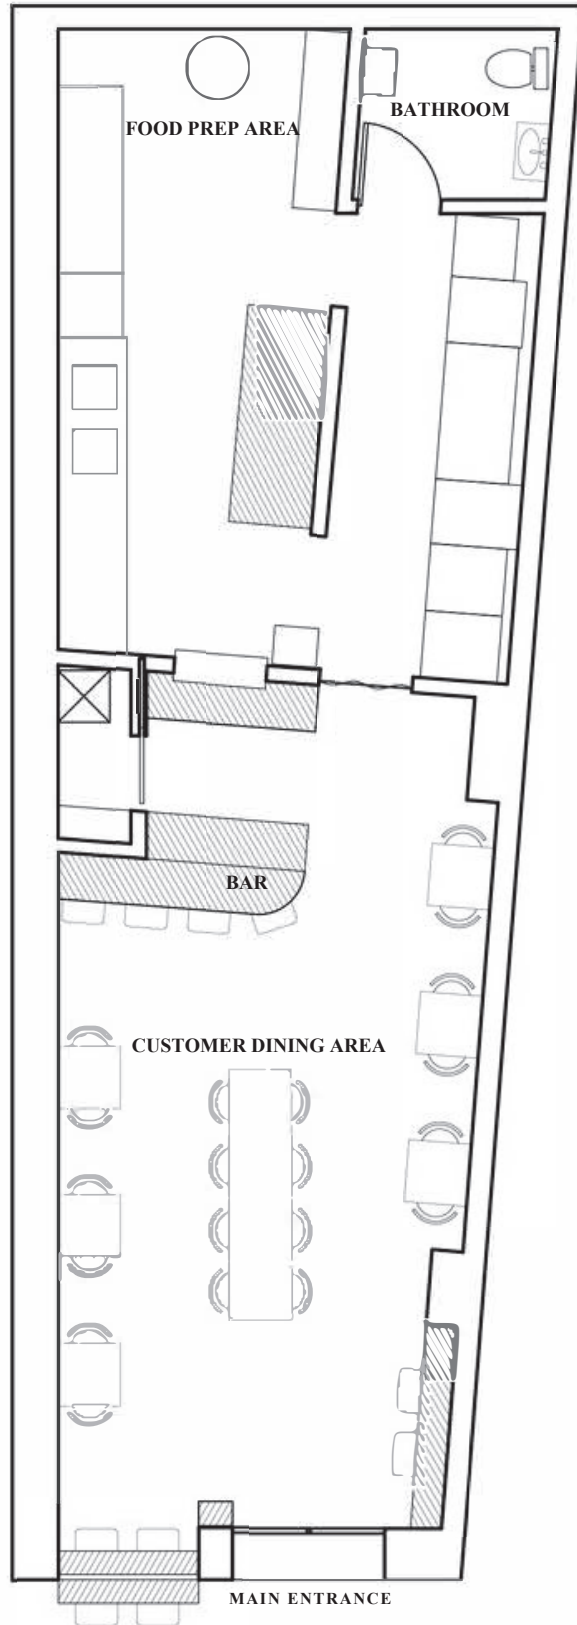 BATHROOM
FOOD PREP AREA
BAR
CUSTOMER DINING AREA
MAIN ENTRANCE